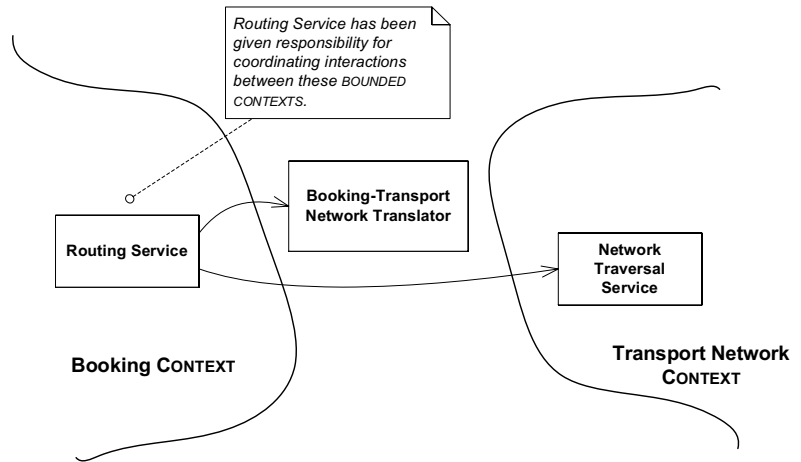 Routing Service has been
given responsibility for
coordinating interactions
between these BOUNDED
CONTEXTS.
Booking-Transport
Network Translator
Routing Service
Network
Traversal
Service
Booking CONTEXT
Transport Network
CONTEXT